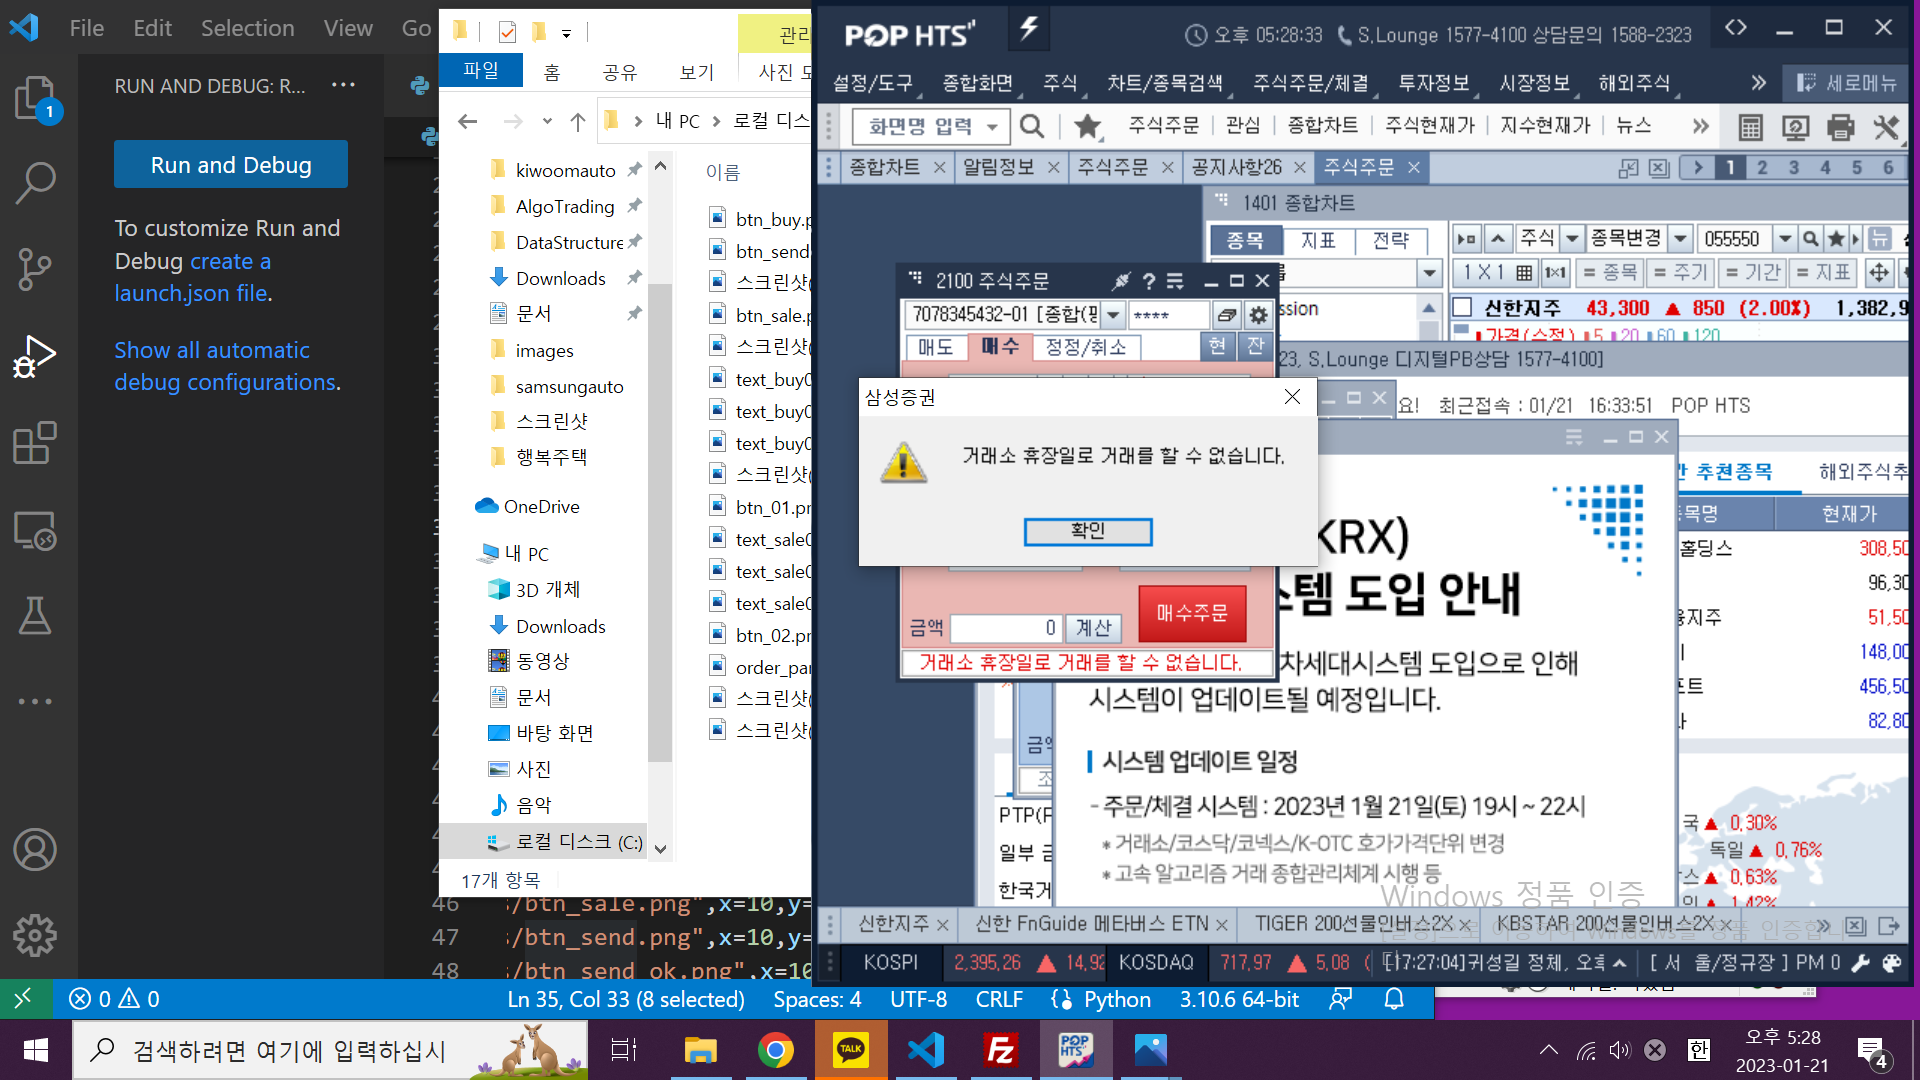 File Edit Selection View Go
RUN AND DEBUG: R...
1
Run and Debug
To customize Run and
Debug create a
launch.json file.
Show all automatic
debug configurations.
파일 홈 공유 보기
내 PC 로컬 디스
이름
kiwoomauto
AlgoTrading
DataStructure
Downloads
문서
images
samsungauto
스크린샷
행복주택
OneDrive
내 PC
3D 개체
Downloads
동영상
문서
바탕 화면
사진
음악
로컬 디스크 (C:)
17개 항목
btn_buy.
btn_send
스크린샷
btn_sale.
스크린샷
text_buy
text_buy
text_buy
스크린샷
btn_01.
text_sale
text_sale
text_sale
btn_02.
order_
스크린샷
스크린샷
46 /btn_sale.png",x=10,y=
47 /btn_send.png",x=10,y=
48 /btn_send_ok.png",x=10
POP HTS
오후 05:28:33 S.Lounge 1577-4100 상담문의 1588-2323
설정/도구 종합화면 주식 차트/종목검색 주식주문/체결 투자정보 시장정보 해외주식 세로메뉴
화면명 입력 주식주문 관심 종합차트 주식현재가 지수현재가 뉴스
종합차트 알림정보 주식주문 공지사항26 주식주문 1 2 3 4 5 6
1401 종합차트
종목 지표 전략 주식 종목변경 055550 뉴
1 X 1 1x1 = 종목 = 주기 = 기간 = 지표
신한지주 43,300 ▲ 850 (2.00%) 1,382,9
가격(수정) 5 20 60 120
23, S.Lounge 디지털PB상담 1577-4100]
요! 최근접속 : 01/21 16:33:51 POP HTS
2100 주식주문
7078345432-01 [종합( ****
매도 매수 정정/취소 현 잔
삼성증권
거래소 휴장일로 거래를 할 수 없습니다.
확인
금액 0 계산 매수주문
거래소 휴장일로 거래를 할 수 없습니다.
KRX)
템 도입 안내
차세대시스템 도입으로 인해
시스템이 업데이트될 예정입니다.
시스템 업데이트 일정
- 주문/체결 시스템 : 2023년 1월 21일(토) 19시 ~ 22시
* 거래소/코스닥/코넥스/K-OTC 호가가격단위 변경
* 고속 알고리즘 거래 종합관리체계 시행 등
추천종목 해외주식추
목명 현재가
홀딩스 308,50
96,30
지주 51,50
148,00
포트 456,50
82,80
일부
한국거
국 ▲ 0,30%
독일 ▲ 0,76%
▲ 0,63%
▲ 1,42%
Windows 정품 인증
신한지주 신한 FnGuide 메타버스 ETN TIGER 200선물인버스2X KBSTAR 200선물인버스2X
KOSPI 2,395,26 ▲ 14,92 KOSDAQ 717,97 ▲ 5,08 [17:27:04]귀성길 정체, 오후 [ 서 울/정규장 ] PM 0
0 0 Ln 35, Col 33 (8 selected) Spaces: 4 UTF-8 CRLF Python 3.10.6 64-bit
검색하려면 여기에 입력하십시
TALK
POP HTS
한
오후 5:28
2023-01-21
4